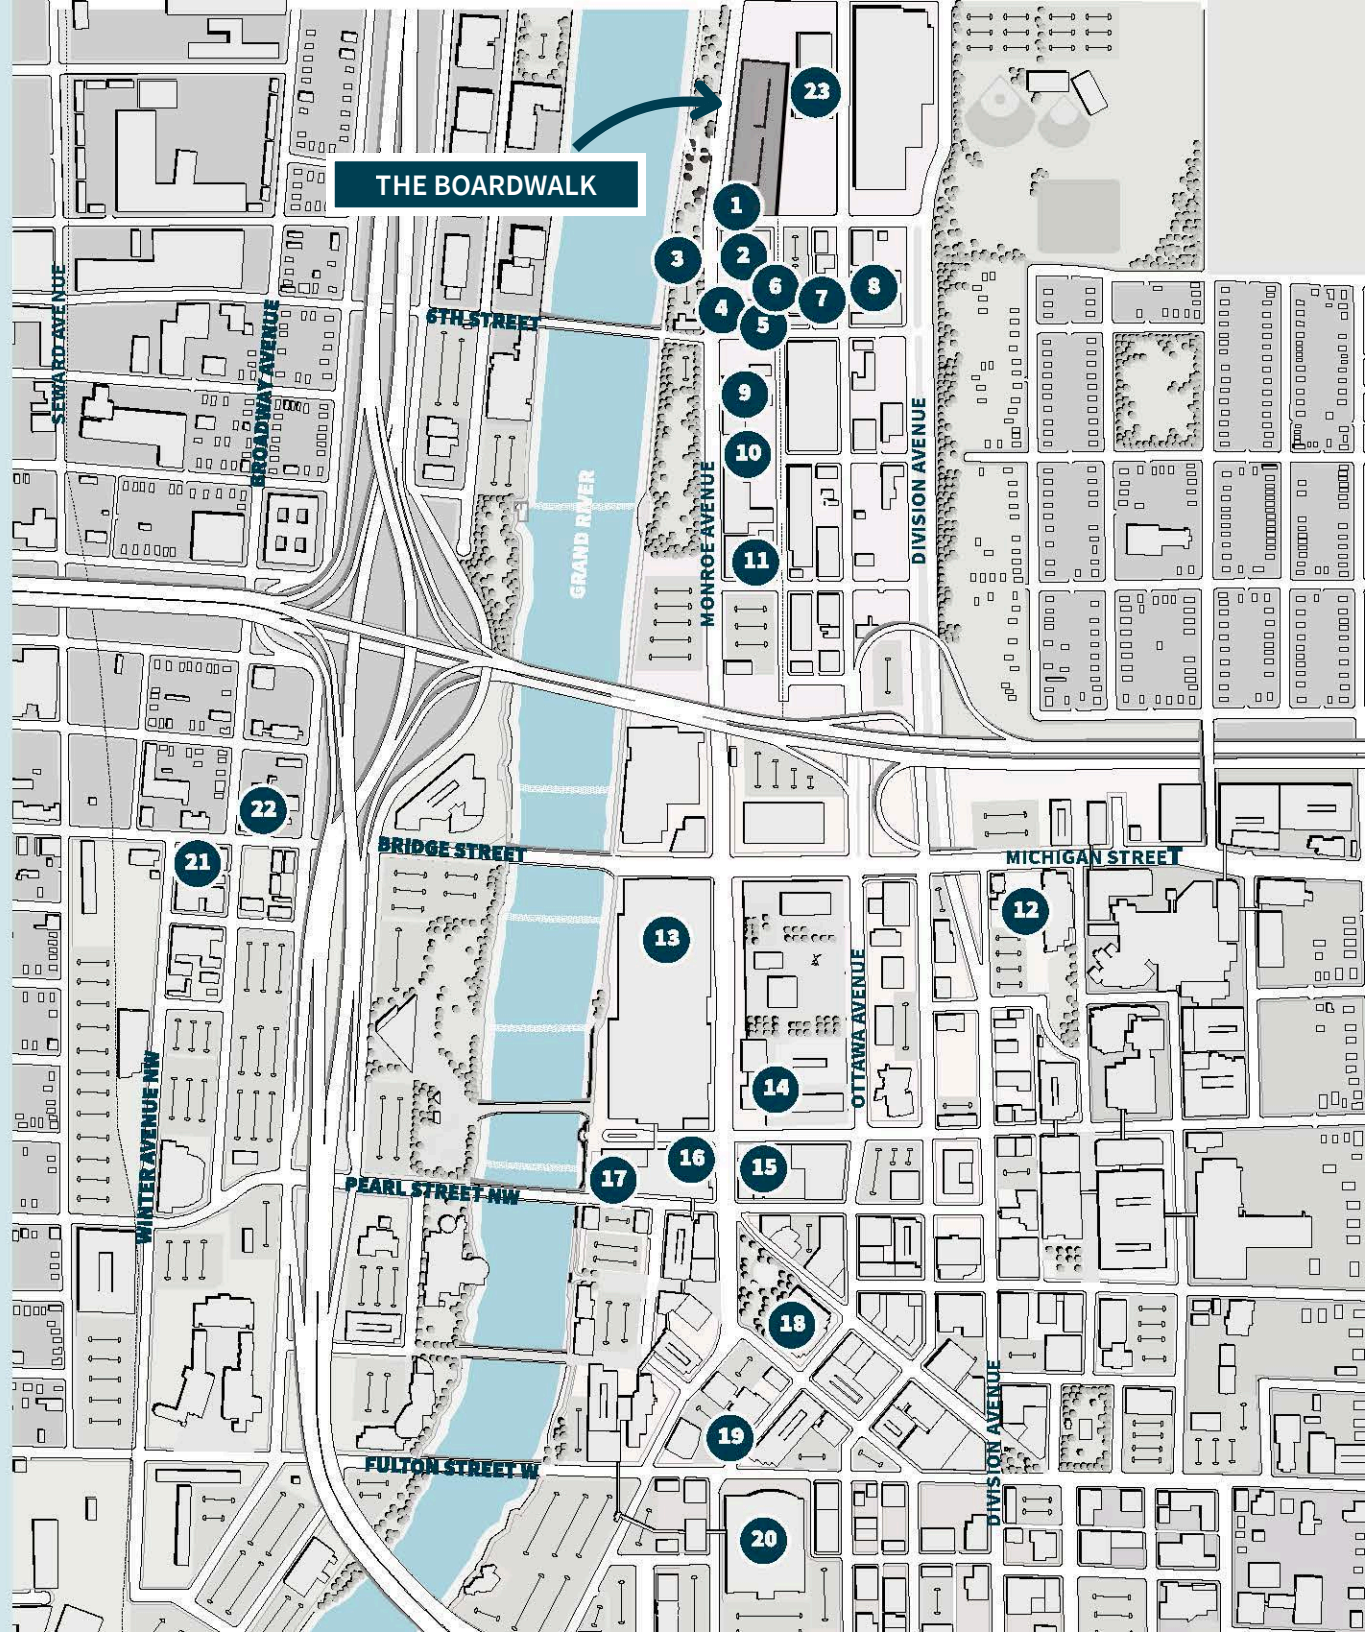 23
THE BOARDWALK
1
2
3
6
8
7
4
5
6TH STREET
SEWARD AVENUE
BROADWAY AVENUE
9
10
GRAND RIVER
MONROE AVENUE
DIVISION AVENUE
11
22
21
BRIDGE STREET
MICHIGAN STREET
12
13
OTTAWA AVENUE
14
WINTER AVENUE NW
16
15
17
PEARL STREET NW
18
19
DIVISION AVENUE
FULTON STREET W
20